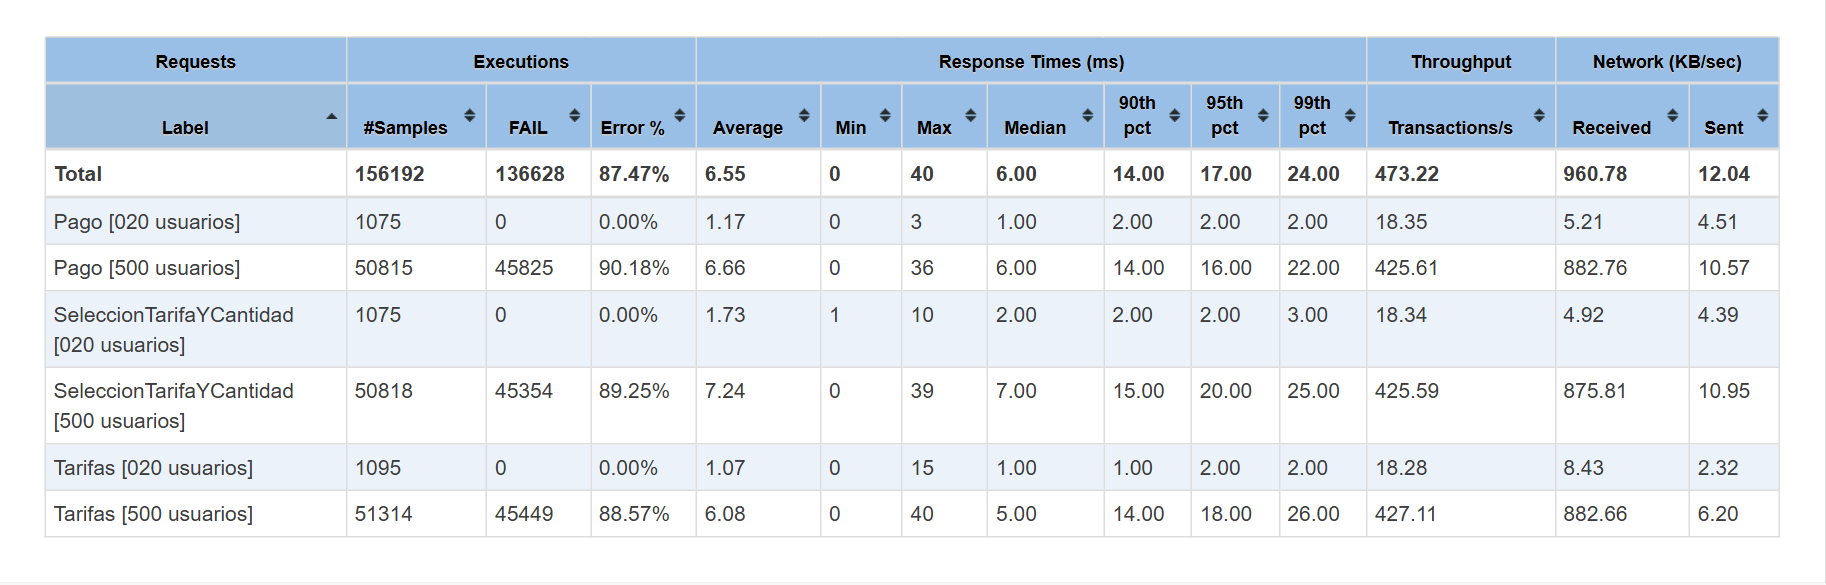 Requests Executions Response Times (ms) Throughput Network (KB/sec)
Label #Samples FAIL Error % Average Min Max Median 90th pct 95th pct 99th pct Transactions/s Received Sent
Total 156192 136628 87.47% 6.55 0 40 6.00 14.00 17.00 24.00 473.22 960.78 12.04
Pago [020 usuarios] 1075 0 0.00% 1.17 0 3 1.00 2.00 2.00 2.00 18.35 5.21 4.51
Pago [500 usuarios] 50815 45825 90.18% 6.66 0 36 6.00 14.00 16.00 22.00 425.61 882.76 10.57
SeleccionTarifaYCantidad 1075 0 0.00% 1.73 1 10 2.00 2.00 2.00 3.00 18.34 4.92 4.39
[020 usuarios]
SeleccionTarifaYCantidad 50818 45354 89.25% 7.24 0 39 7.00 15.00 20.00 25.00 425.59 875.81 10.95
[500 usuarios]
Tarifas [020 usuarios] 1095 0 0.00% 1.07 0 15 1.00 1.00 2.00 2.00 18.28 8.43 2.32
Tarifas [500 usuarios] 51314 45449 88.57% 6.08 0 40 5.00 14.00 18.00 26.00 427.11 882.66 6.20